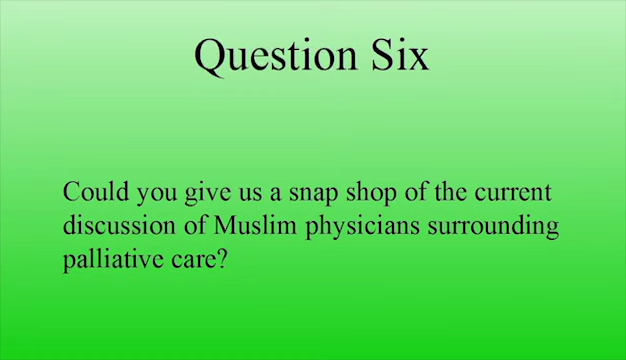 Question Six
Could you give us a snap shop of the current
discussion of Muslim physicians surrounding
palliative care?